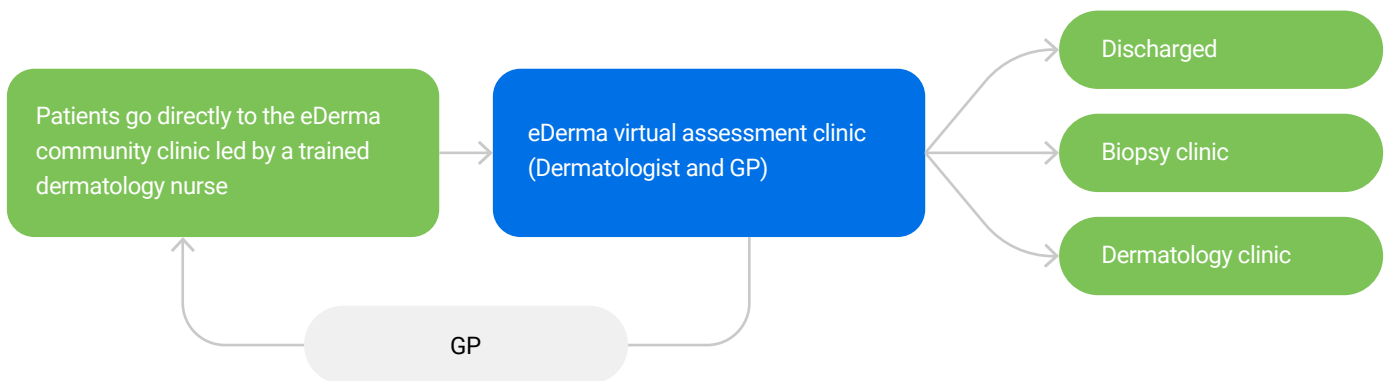 Patients go directly to the eDerma
community clinic led by a trained
dermatology nurse
eDerma virtual assessment clinic
(Dermatologist and GP)
Discharged
Biopsy clinic
Dermatology clinic
GP